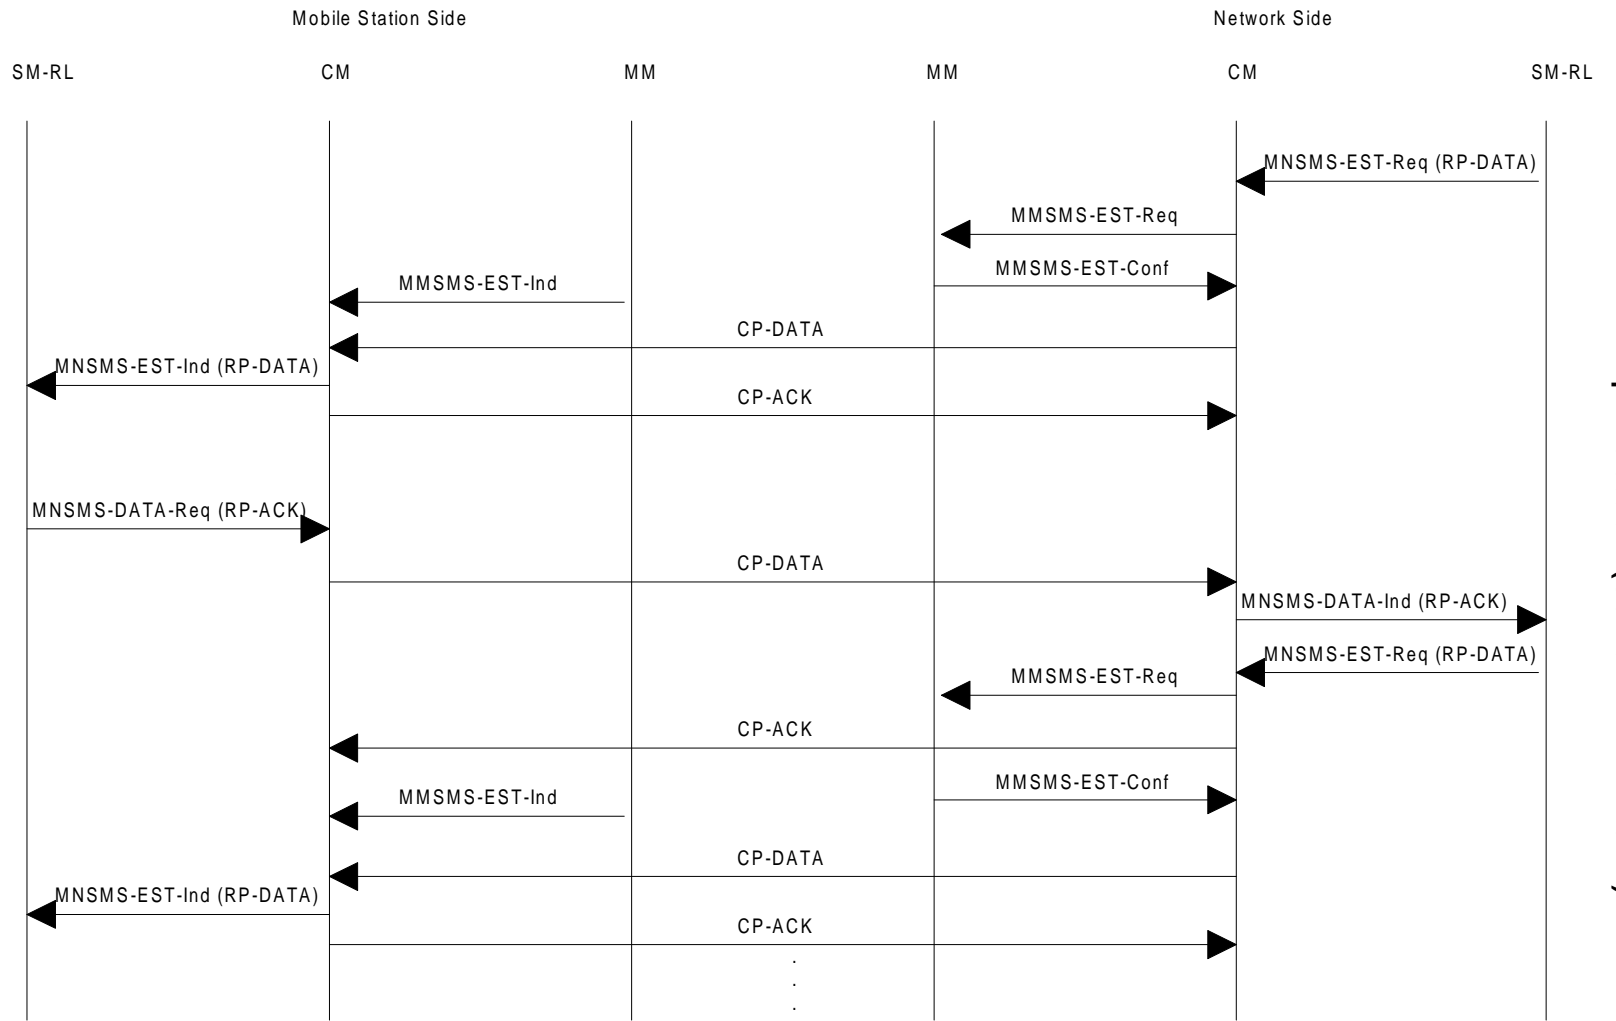 Mobile Station Side Network Side
SM-RL CM MM MM CM SM-RL
MNSMS-EST-Req (RP-DATA)
MMSMS-EST-Req
MMSMS-EST-Conf
MMSMS-EST-Ind
CP-DATA
MNSMS-EST-Ind (RP-DATA)
CP-ACK
MNSMS-DATA-Req (RP-ACK)
CP-DATA
MNSMS-DATA-Ind (RP-ACK)
MNSMS-EST-Req (RP-DATA)
MMSMS-EST-Req
CP-ACK
MMSMS-EST-Conf
MMSMS-EST-Ind
CP-DATA
MNSMS-EST-Ind (RP-DATA)
CP-ACK
.
.
.